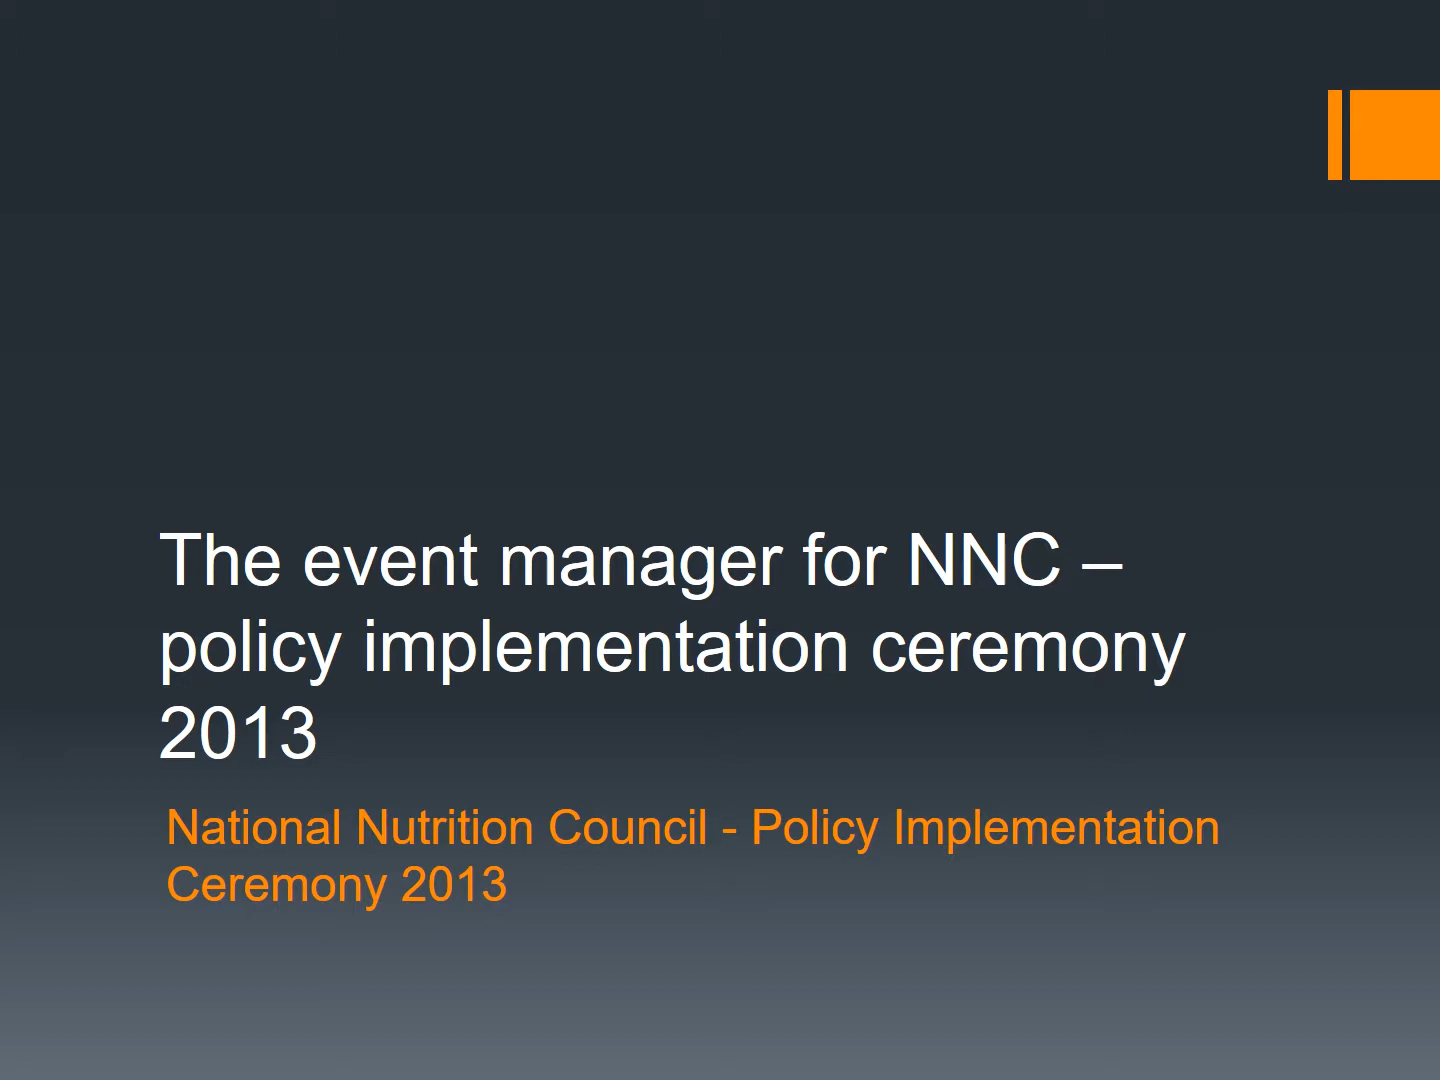 The event manager for NNC –
policy implementation ceremony
2013
National Nutrition Council - Policy Implementation
Ceremony 2013